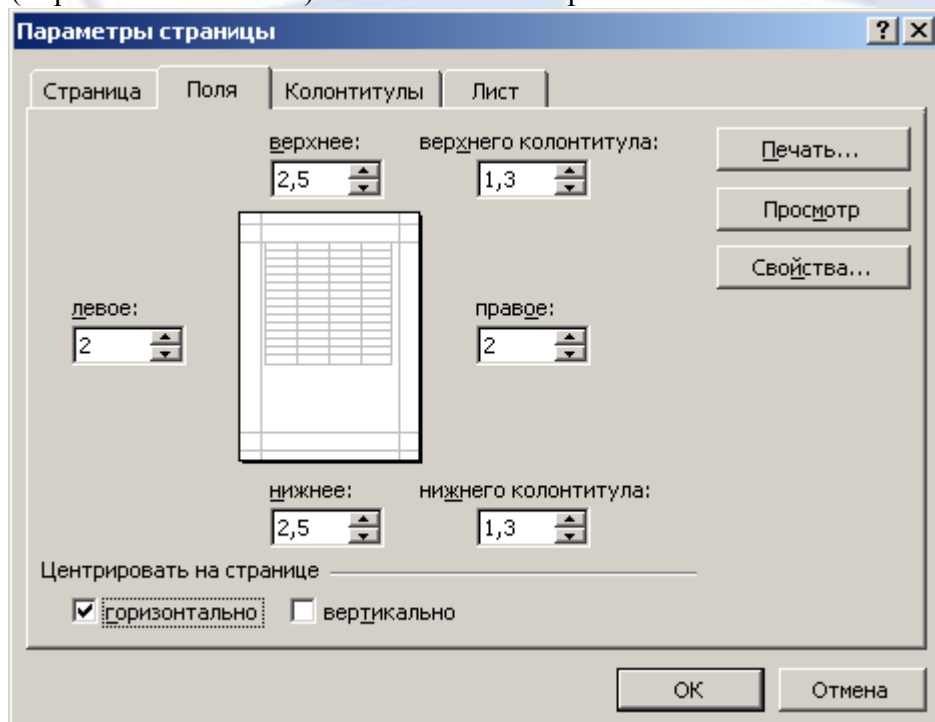 Параметры страницы
Страница Поля Колонтитулы Лист
верхнее: верхнего колонтитула:
2,5 1,3
Печать...
Просмотр
Свойства...
левое: правое:
2 2
нижнее: нижнего колонтитула:
2,5 1,3
Центрировать на странице
горизонтально вертикально
ОК Отмена